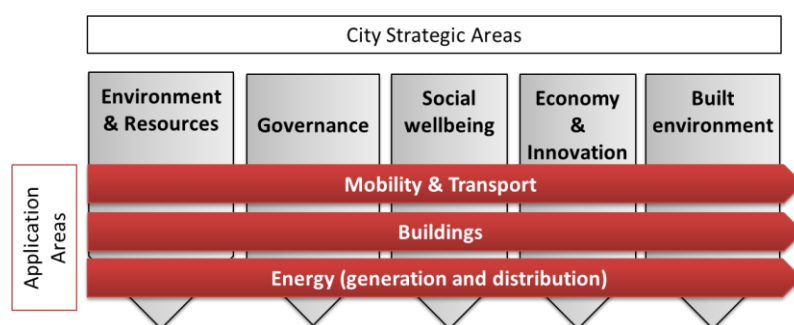 City Strategic Areas
Environment
& Resources
Governance
Social
wellbeing
Economy
&
Innovation
Built
environment
Application
Areas
Mobility & Transport
Buildings
Energy (generation and distribution)